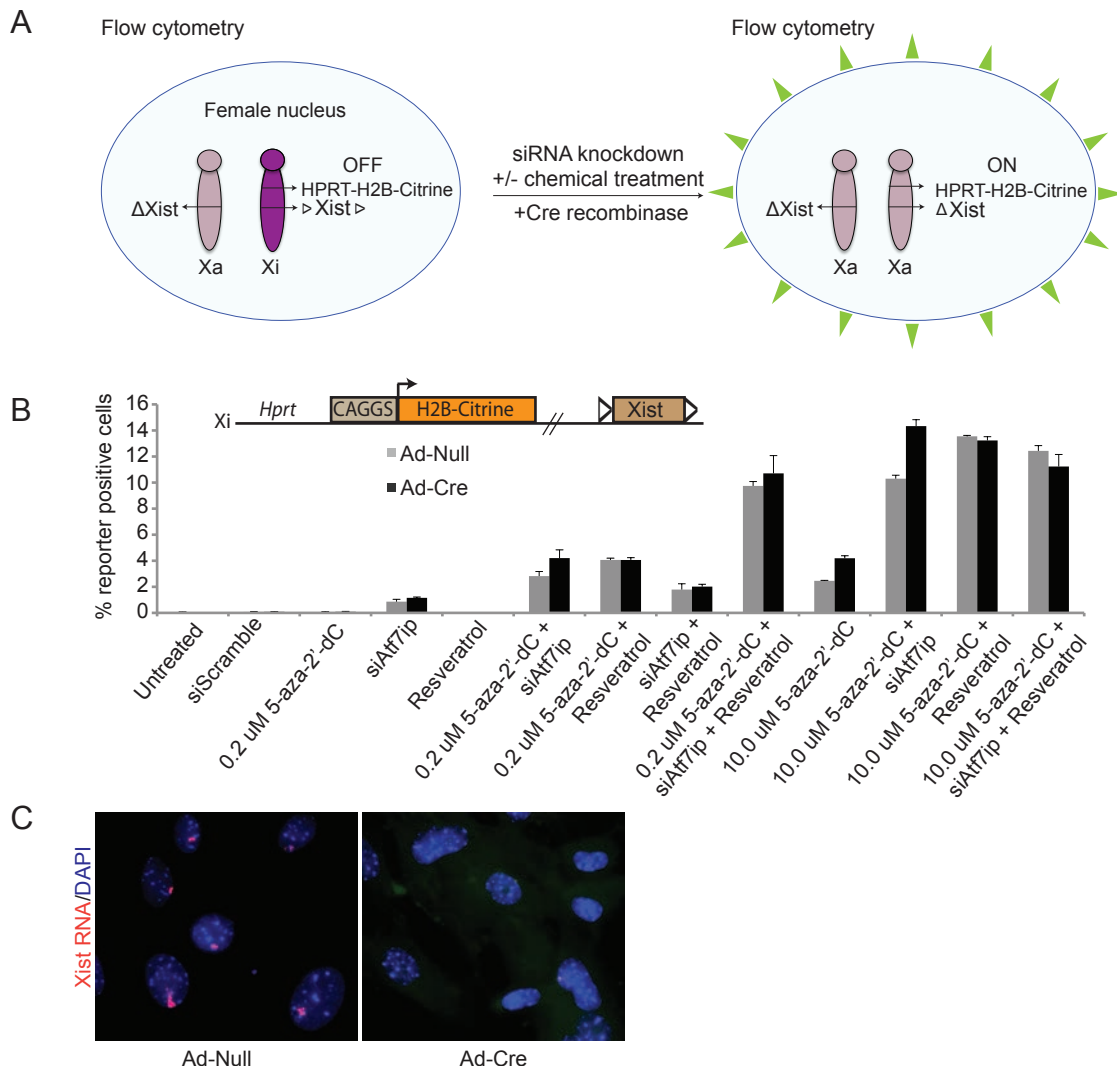 A
Flow cytometry
Flow cytometry
Female nucleus
OFF
HPRT-H2B-Citrine
Xist
ΔXist
Xa
Xi
siRNA knockdown
+/- chemical treatment
+Cre recombinase
ON
HPRT-H2B-Citrine
ΔXist
ΔXist
Xa
Xa
B
Xi
Hprt
CAGGS
H2B-Citrine
//
Xist
Ad-Null
Ad-Cre
% reporter positive cells
16
14
12
10
8
6
4
2
0
Untreated
siScramble
0.2 uM 5-aza-2'-dC
siAtf7ip
Resveratrol
0.2 uM 5-aza-2'-dC +
siAtf7ip
0.2 uM 5-aza-2'-dC +
Resveratrol
siAtf7ip +
Resveratrol
0.2 uM 5-aza-2'-dC +
siAtf7ip + Resveratrol
10.0 uM 5-aza-2'-dC
10.0 uM 5-aza-2'-dC +
siAtf7ip
10.0 uM 5-aza-2'-dC +
Resveratrol
10.0 uM 5-aza-2'-dC +
siAtf7ip + Resveratrol
C
Xist RNA/DAPI
Ad-Null
Ad-Cre